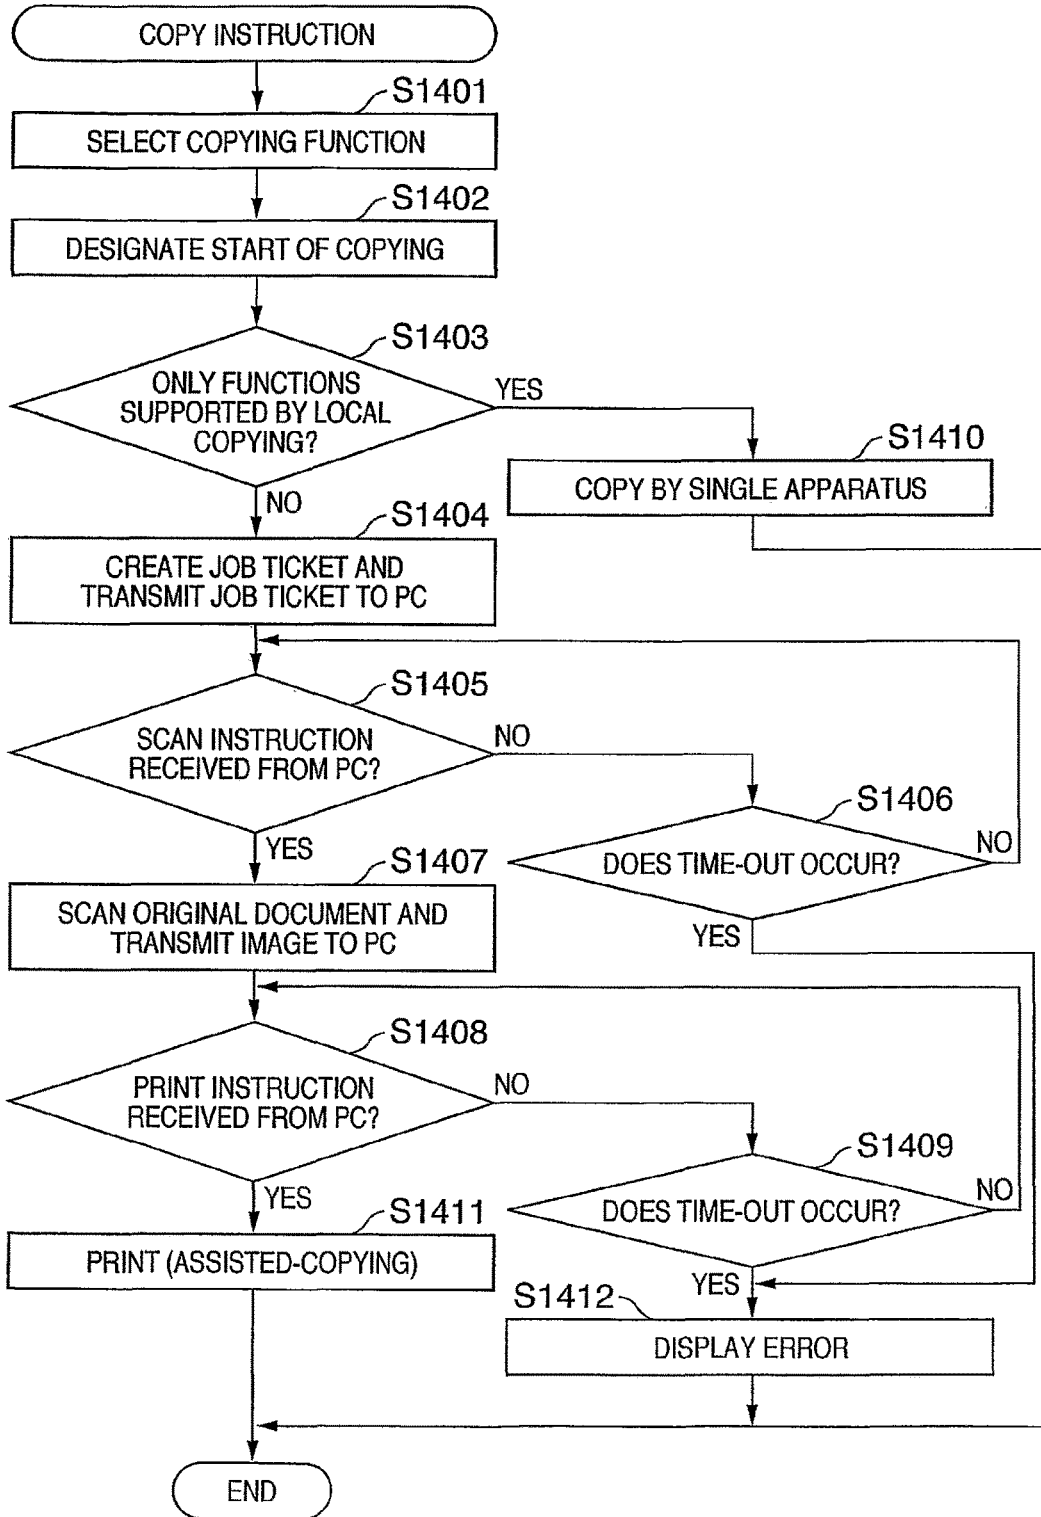 COPY INSTRUCTION
S1401
SELECT COPYING FUNCTION
S1402
DESIGNATE START OF COPYING
S1403
ONLY FUNCTIONS
SUPPORTED BY LOCAL
COPYING?
YES
S1410
COPY BY SINGLE APPARATUS
NO
S1404
CREATE JOB TICKET AND
TRANSMIT JOB TICKET TO PC
S1405
SCAN INSTRUCTION
RECEIVED FROM PC?
NO
S1406
DOES TIME-OUT OCCUR?
NO
YES
YES
S1407
SCAN ORIGINAL DOCUMENT AND
TRANSMIT IMAGE TO PC
S1408
PRINT INSTRUCTION
RECEIVED FROM PC?
NO
S1409
DOES TIME-OUT OCCUR?
NO
YES
YES
S1411
PRINT (ASSISTED-COPYING)
S1412
DISPLAY ERROR
END